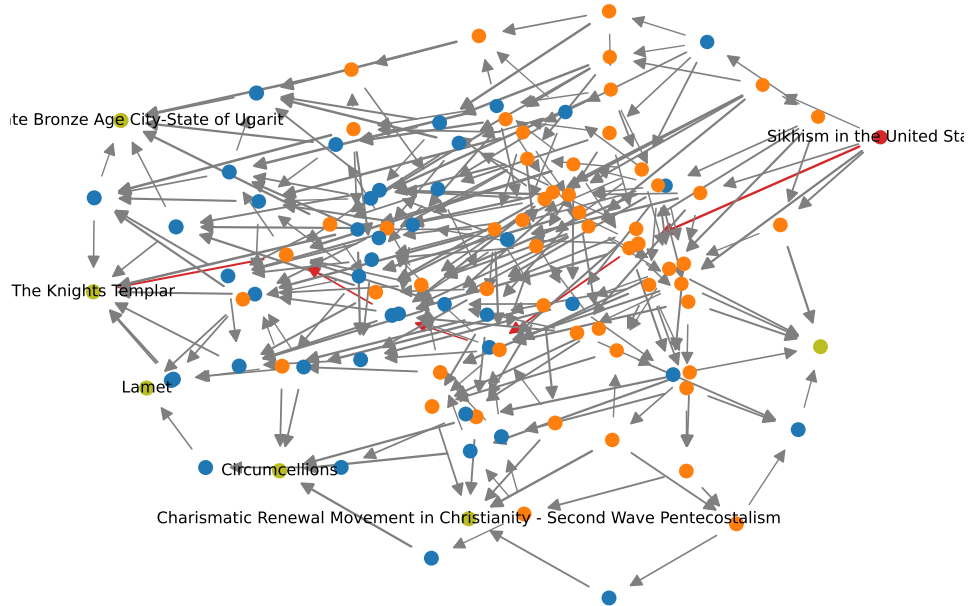 te Bronze Age City-State of Ugarit
Sikhism in the United Sta
The Knights Templar
Lamet
Circumcellions
Charismatic Renewal Movement in Christianity - Second Wave Pentecostalism